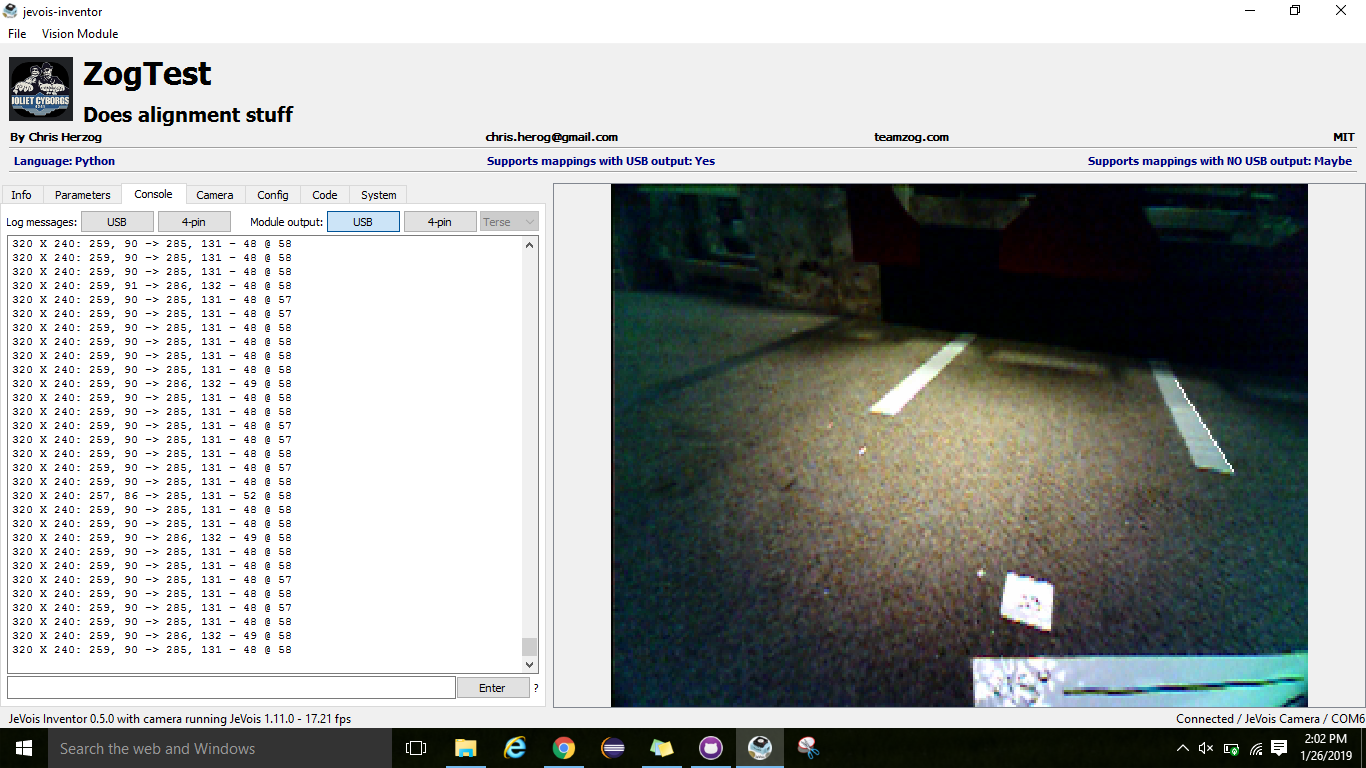 jevois-inventor
File Vision Module
JOLIET CYBORGS
ZogTest
Does alignment stuff
By Chris Herzog chris.herog@gmail.com teamzog.com MIT
Language: Python Supports mappings with USB output: Yes Supports mappings with NO USB output: Maybe
Info Parameters Console Camera Config Code System
Log messages: USB 4-pin Module output: USB 4-pin Terse
320 X 240: 259, 90 -> 285, 131 - 48 @ 58
320 X 240: 259, 90 -> 285, 131 - 48 @ 58
320 X 240: 259, 90 -> 285, 131 - 48 @ 58
320 X 240: 259, 91 -> 286, 132 - 48 @ 58
320 X 240: 259, 90 -> 285, 131 - 48 @ 57
320 X 240: 259, 90 -> 285, 131 - 48 @ 57
320 X 240: 259, 90 -> 285, 131 - 48 @ 58
320 X 240: 259, 90 -> 285, 131 - 48 @ 58
320 X 240: 259, 90 -> 285, 131 - 48 @ 58
320 X 240: 259, 90 -> 285, 131 - 48 @ 58
320 X 240: 259, 90 -> 286, 132 - 49 @ 58
320 X 240: 259, 90 -> 285, 131 - 48 @ 58
320 X 240: 259, 90 -> 285, 131 - 48 @ 58
320 X 240: 259, 90 -> 285, 131 - 48 @ 57
320 X 240: 259, 90 -> 285, 131 - 48 @ 57
320 X 240: 259, 90 -> 285, 131 - 48 @ 58
320 X 240: 259, 90 -> 285, 131 - 48 @ 57
320 X 240: 259, 90 -> 285, 131 - 48 @ 58
320 X 240: 257, 86 -> 285, 131 - 52 @ 58
320 X 240: 259, 90 -> 285, 131 - 48 @ 58
320 X 240: 259, 90 -> 285, 131 - 48 @ 58
320 X 240: 259, 90 -> 286, 132 - 49 @ 58
320 X 240: 259, 90 -> 285, 131 - 48 @ 58
320 X 240: 259, 90 -> 285, 131 - 48 @ 58
320 X 240: 259, 90 -> 285, 131 - 48 @ 57
320 X 240: 259, 90 -> 285, 131 - 48 @ 58
320 X 240: 259, 90 -> 285, 131 - 48 @ 57
320 X 240: 259, 90 -> 285, 131 - 48 @ 58
320 X 240: 259, 90 -> 286, 132 - 49 @ 58
320 X 240: 259, 90 -> 285, 131 - 48 @ 58
Enter ?
JeVois Inventor 0.5.0 with camera running JeVois 1.11.0 - 17.21 fps Connected / JeVois Camera / COM6
Search the web and Windows
2:02 PM
1/26/2019